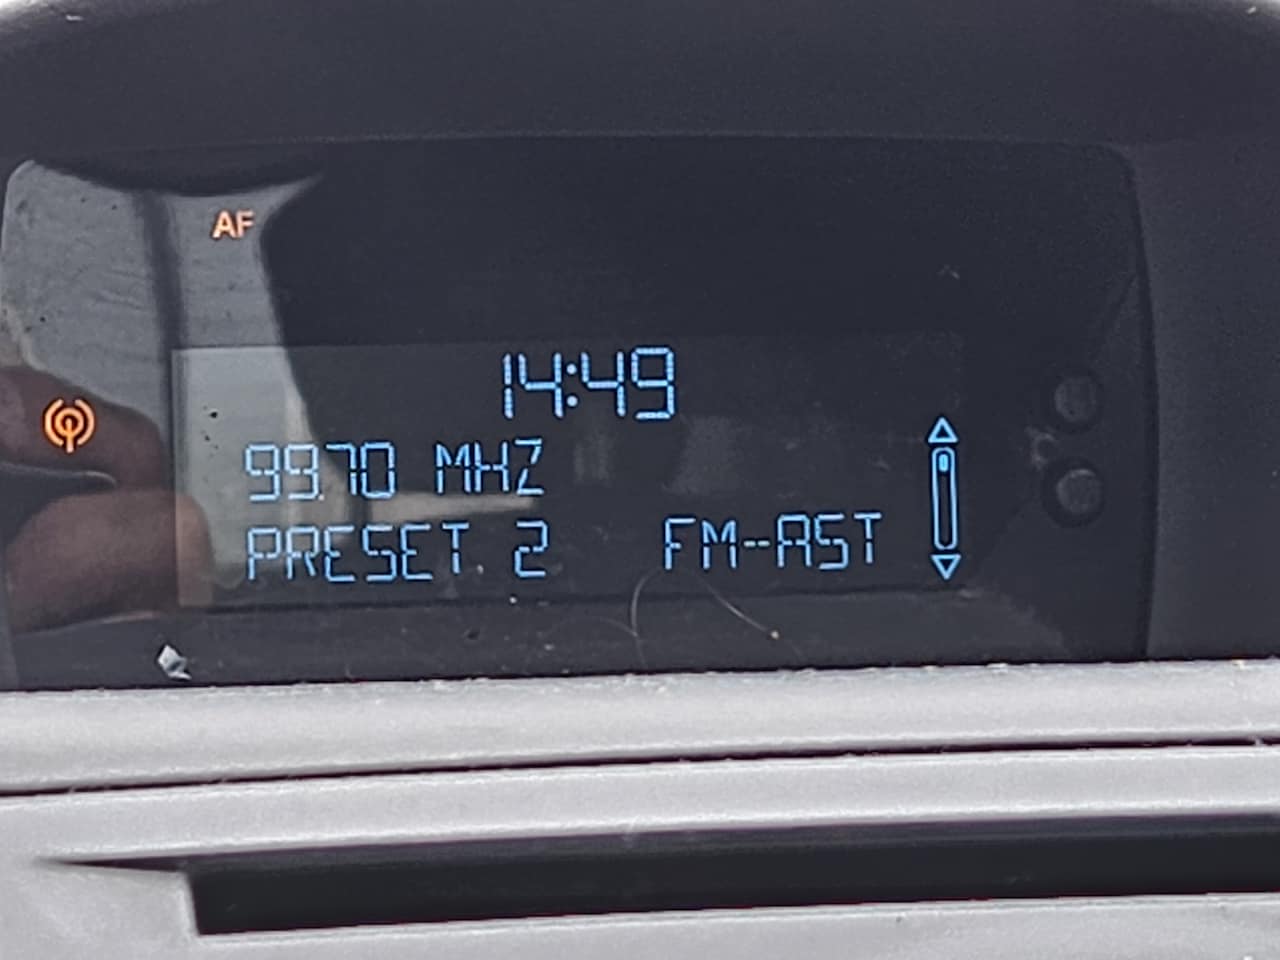 AF
14:49
99.70 MHZ
PRESET 2 FM--AST